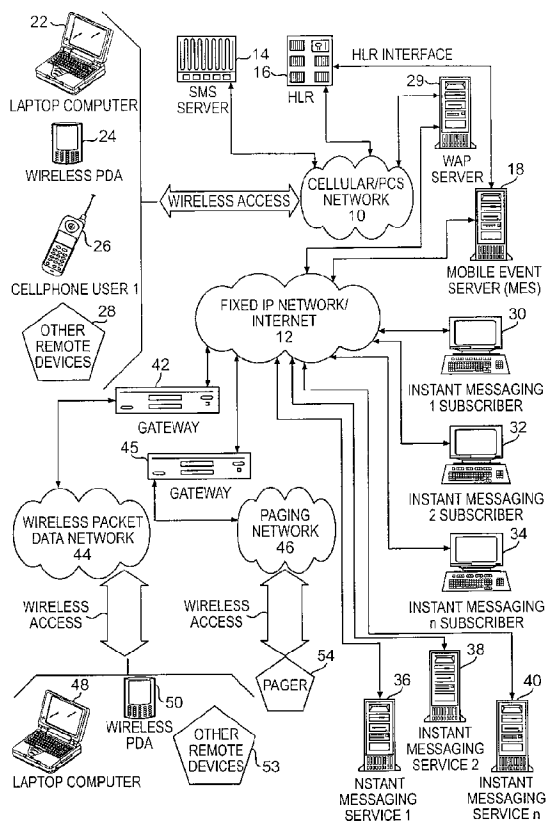 22
LAPTOP COMPUTER
24
WIRELESS PDA
26
CELLPHONE USER 1
28
OTHER
REMOTE
DEVICES
14
SMS
SERVER
16
HLR
HLR INTERFACE
29
WAP
SERVER
18
MOBILE EVENT
SERVER (MES)
WIRELESS ACCESS
CELLULAR/PCS
NETWORK
10
FIXED IP NETWORK/
INTERNET
12
30
INSTANT MESSAGING
1 SUBSCRIBER
32
INSTANT MESSAGING
2 SUBSCRIBER
34
INSTANT MESSAGING
n SUBSCRIBER
42
GATEWAY
45
GATEWAY
WIRELESS PACKET
DATA NETWORK
44
PAGING
NETWORK
46
WIRELESS
ACCESS
WIRELESS
ACCESS
48
LAPTOP COMPUTER
50
WIRELESS
PDA
OTHER
REMOTE
DEVICES
53
54
PAGER
36
NSTANT
MESSAGING
SERVICE 1
38
INSTANT
MESSAGING
SERVICE 2
40
INSTANT
MESSAGING
SERVICE n